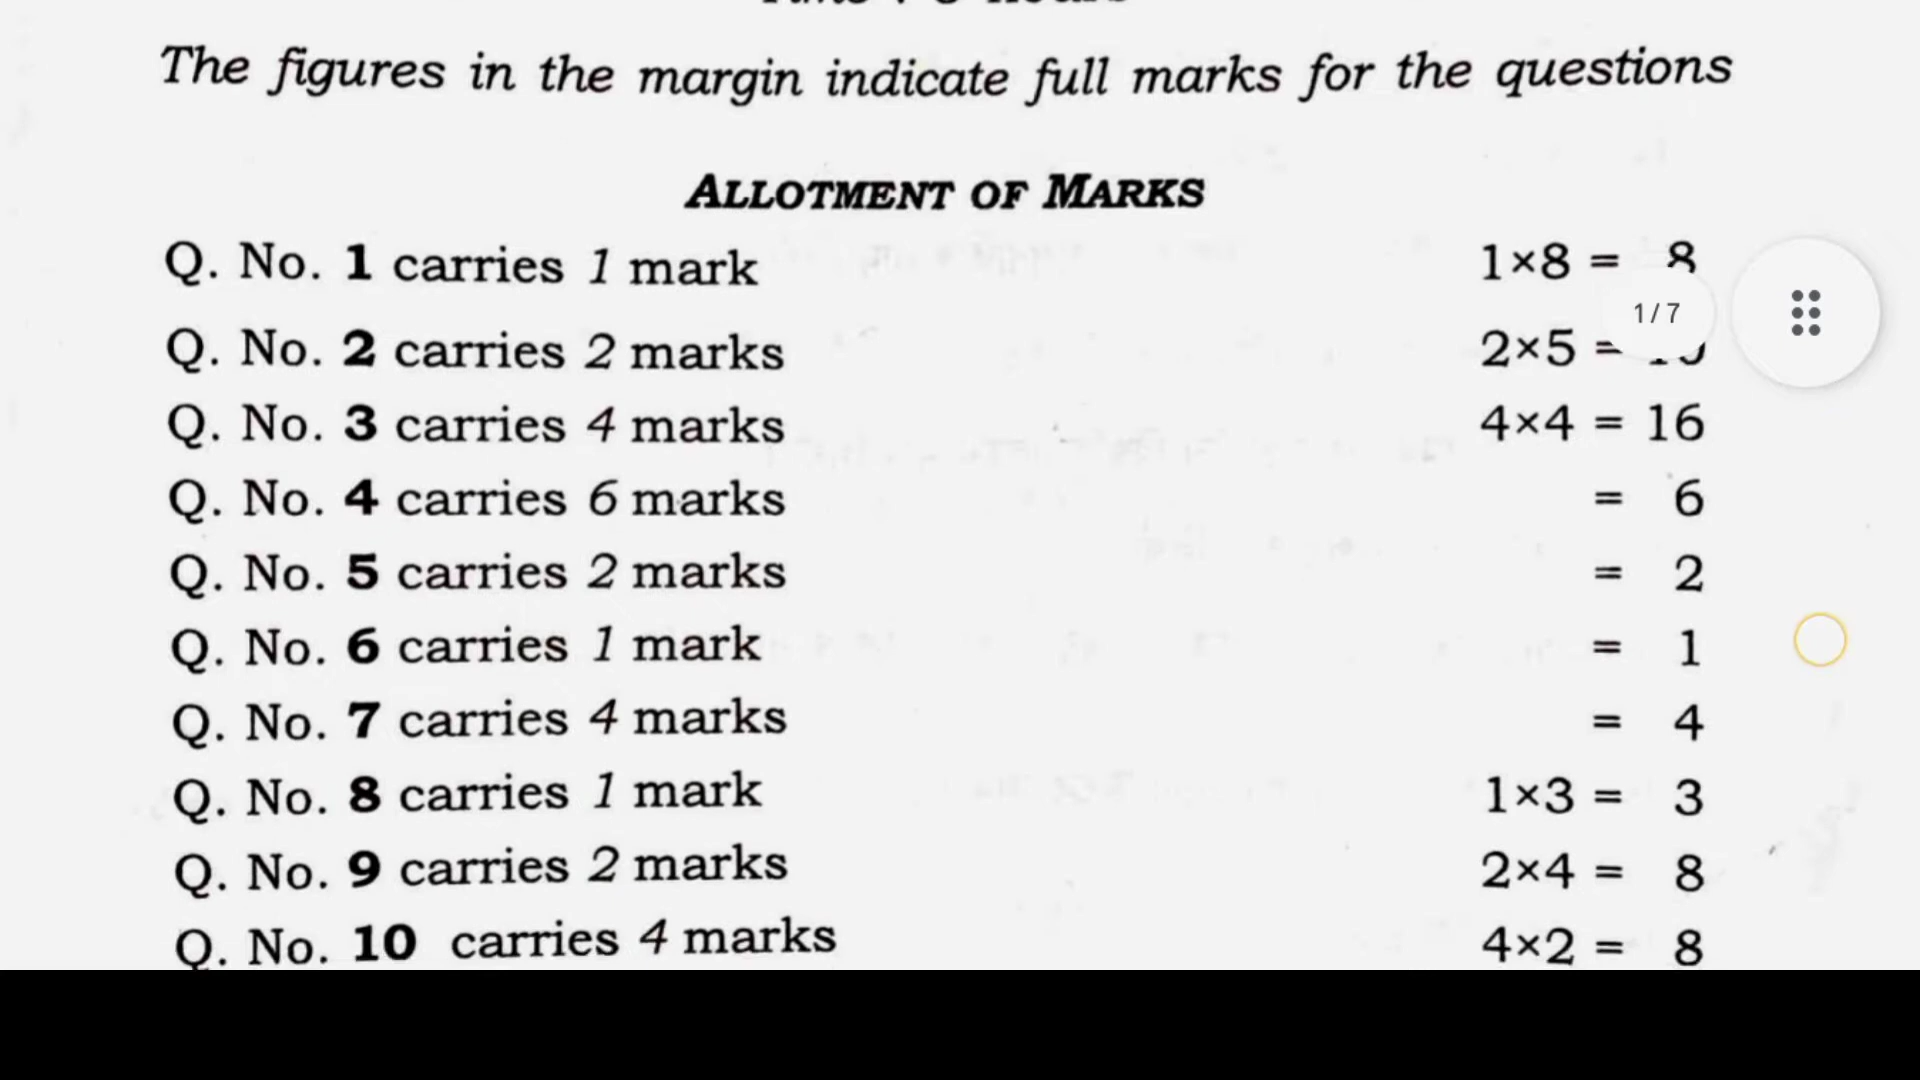 The figures in the margin indicate full marks for the questions
ALLOTMENT OF MARKS
Q. No. 1 carries 1 mark 1×8 = 8
1/7
Q. No. 2 carries 2 marks 2×5 =
Q. No. 3 carries 4 marks 4×4 = 16
Q. No. 4 carries 6 marks = 6
Q. No. 5 carries 2 marks = 2
Q. No. 6 carries 1 mark = 1
Q. No. 7 carries 4 marks = 4
Q. No. 8 carries 1 mark 1×3 = 3
Q. No. 9 carries 2 marks 2×4 = 8
Q. No. 10 carries 4 marks 4×2 = 8